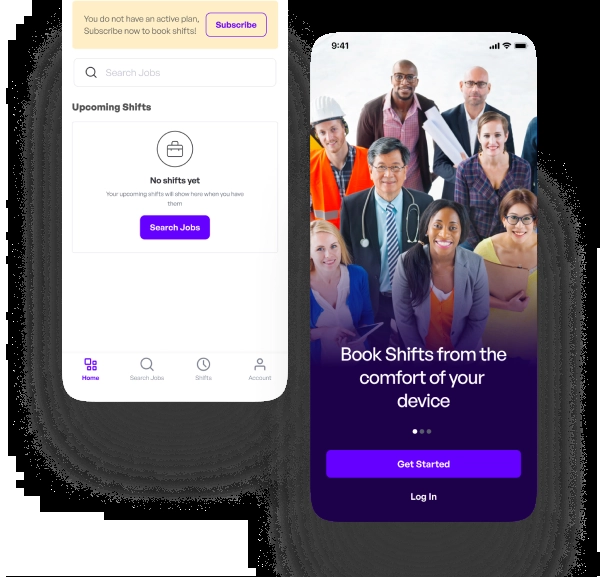 You do not have an active plan,
Subscribe now to book shifts!
Subscribe
Search Jobs
Upcoming Shifts
No shifts yet
Your upcoming shifts will show here when you have
them
Search Jobs
Home
Search Jobs
Shifts
Account
9:41
Book Shifts from the
comfort of your
device
Get Started
Log In